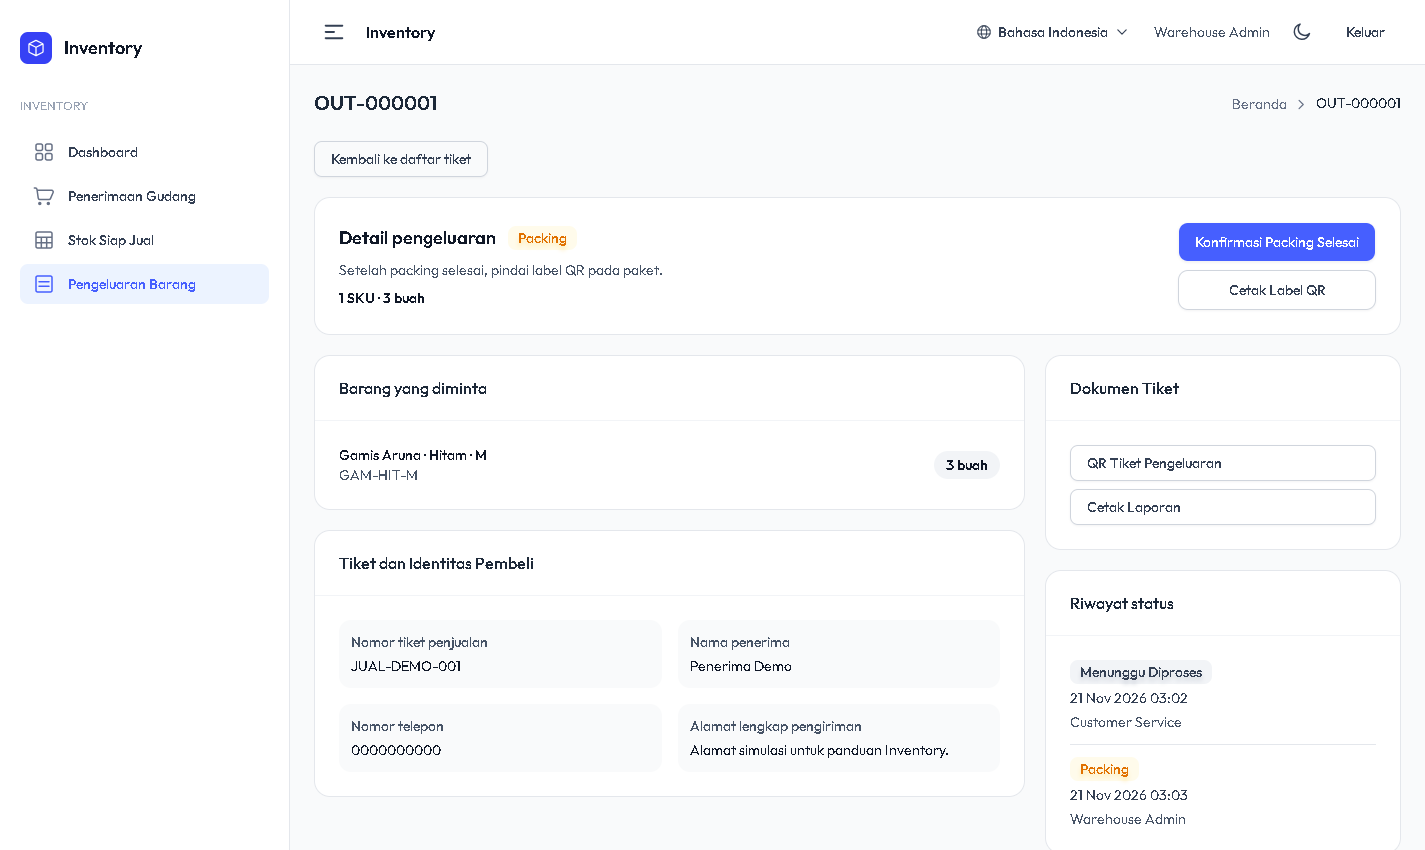 Inventory
INVENTORY
Dashboard
Penerimaan Gudang
Stok Siap Jual
Pengeluaran Barang
Inventory
Bahasa Indonesia
Warehouse Admin
Keluar
OUT-000001
Beranda > OUT-000001
Kembali ke daftar tiket
Detail pengeluaran
Packing
Setelah packing selesai, pindai label QR pada paket.
1 SKU · 3 buah
Konfirmasi Packing Selesai
Cetak Label QR
Barang yang diminta
Gamis Aruna · Hitam · M
GAM-HIT-M
3 buah
Tiket dan Identitas Pembeli
Nomor tiket penjualan
JUAL-DEMO-001
Nama penerima
Penerima Demo
Nomor telepon
0000000000
Alamat lengkap pengiriman
Alamat simulasi untuk panduan Inventory.
Dokumen Tiket
QR Tiket Pengeluaran
Cetak Laporan
Riwayat status
Menunggu Diproses
21 Nov 2026 03:02
Customer Service
Packing
21 Nov 2026 03:03
Warehouse Admin